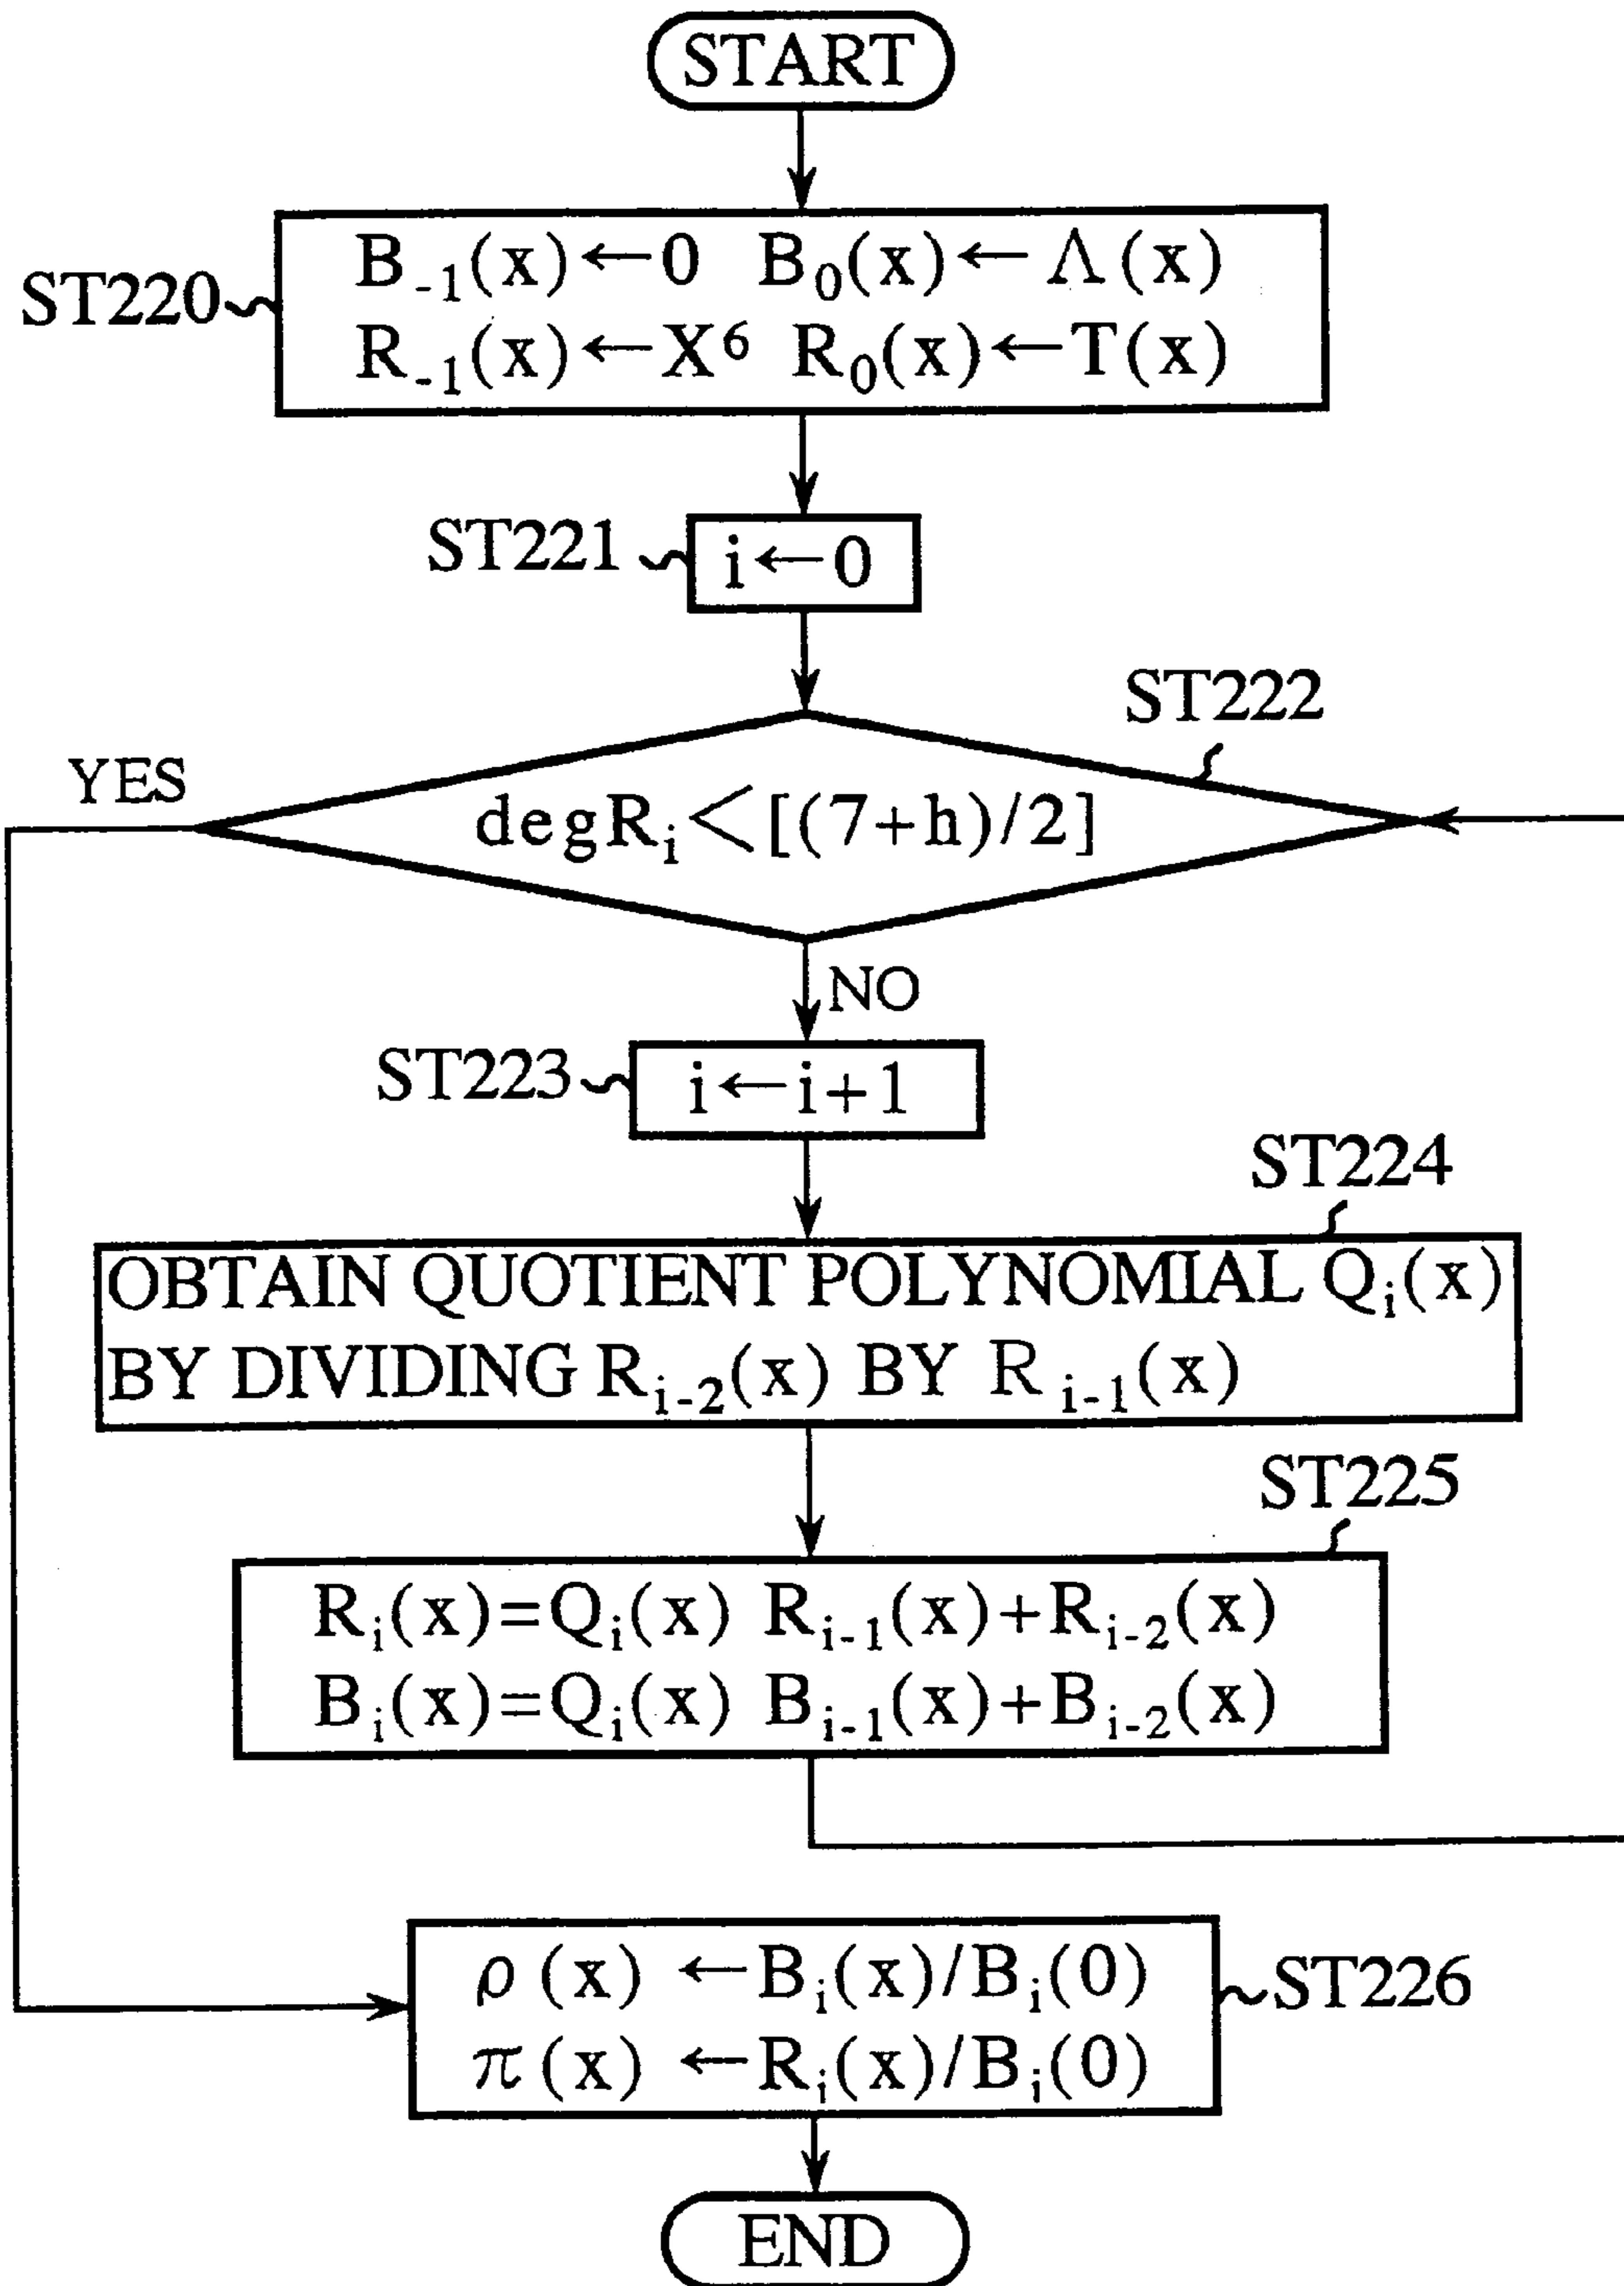 START
ST220
B₋₁(x)←0 B₀(x)←Λ(x)
R₋₁(x)←X⁶ R₀(x)←T(x)
ST221
i←0
ST222
YES
degRᵢ<[(7+h)/2]
NO
ST223
i←i+1
ST224
OBTAIN QUOTIENT POLYNOMIAL Qᵢ(x)
BY DIVIDING Rᵢ₋₂(x) BY Rᵢ₋₁(x)
ST225
Rᵢ(x)=Qᵢ(x) Rᵢ₋₁(x)+Rᵢ₋₂(x)
Bᵢ(x)=Qᵢ(x) Bᵢ₋₁(x)+Bᵢ₋₂(x)
ρ(x) ←Bᵢ(x)/Bᵢ(0)
π(x) ←Rᵢ(x)/Bᵢ(0)
ST226
END